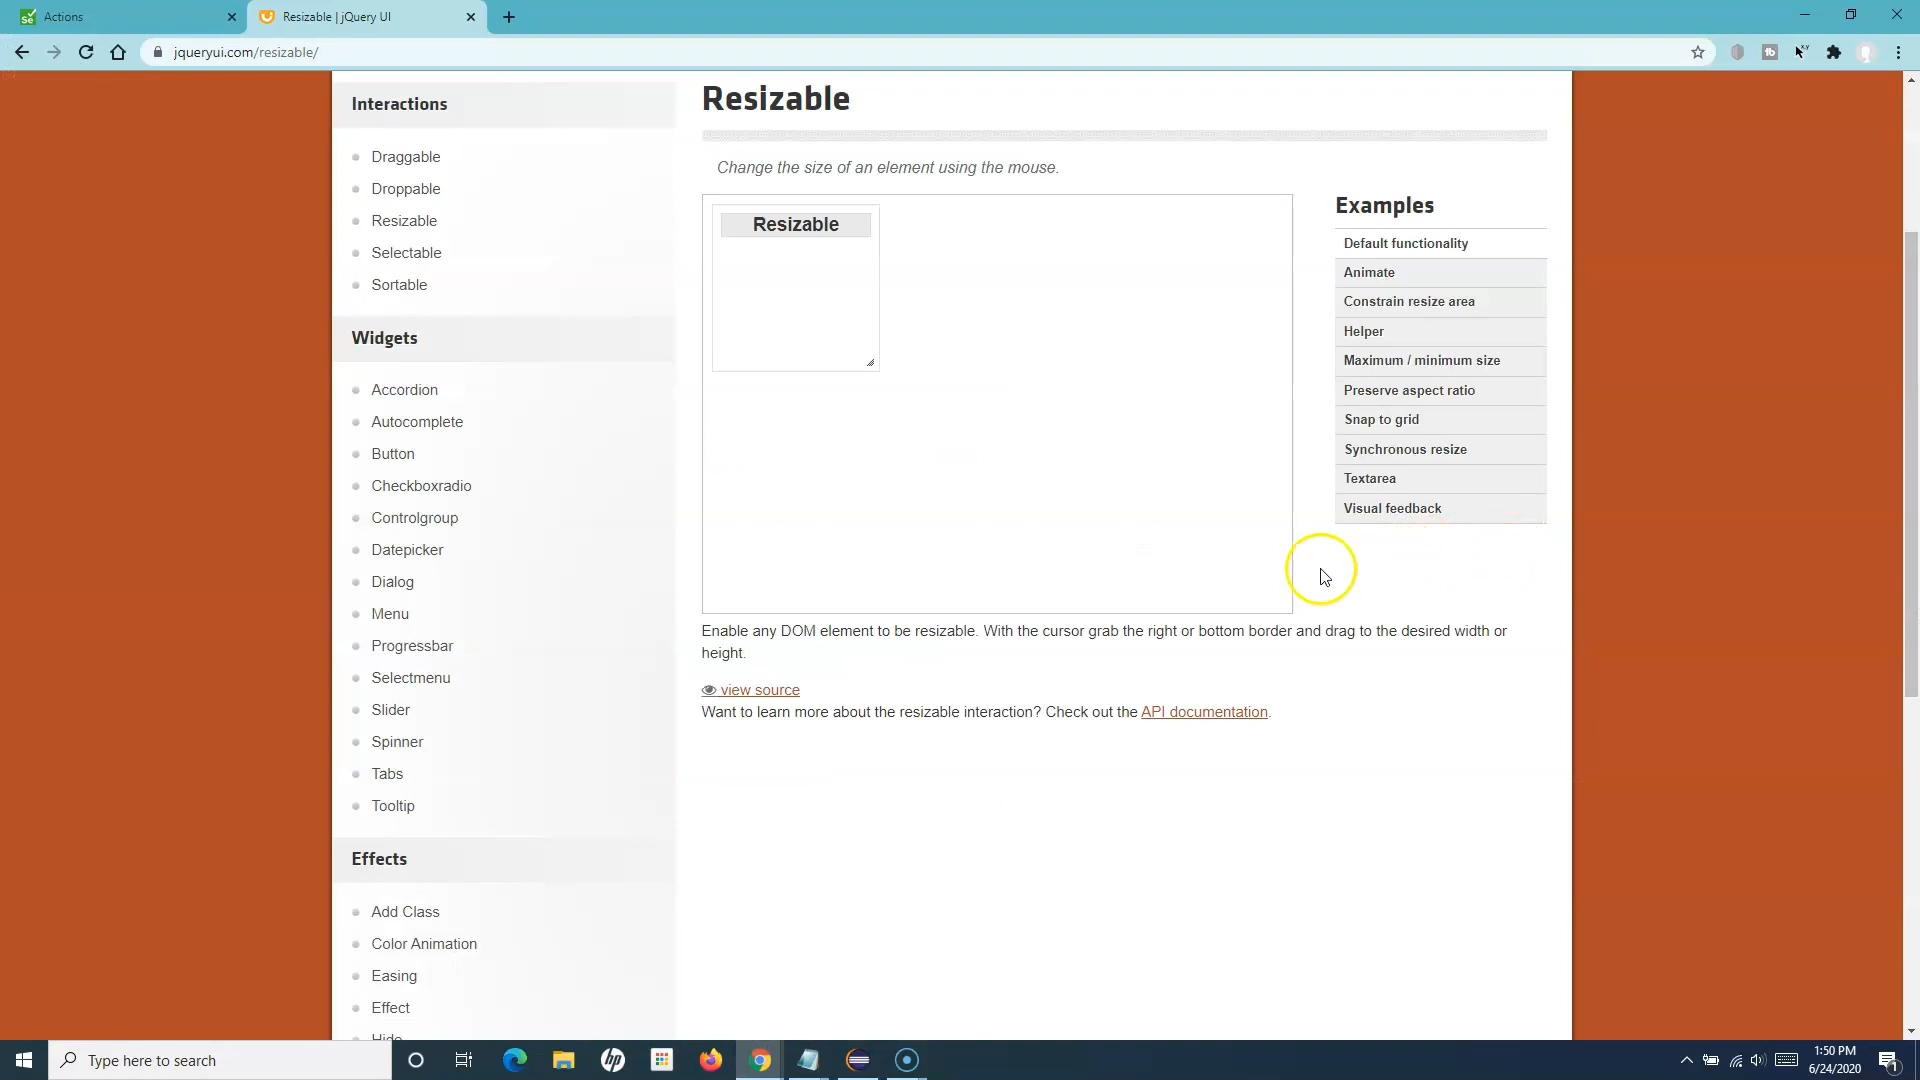 Actions
Resizable | jQuery UI
jqueryui.com/resizable/
Interactions
Draggable
Droppable
Resizable
Selectable
Sortable
Widgets
Accordion
Autocomplete
Button
Checkboxradio
Controlgroup
Datepicker
Dialog
Menu
Progressbar
Selectmenu
Slider
Spinner
Tabs
Tooltip
Effects
Add Class
Color Animation
Easing
Effect
Hide
Resizable
Change the size of an element using the mouse.
Resizable
Examples
Default functionality
Animate
Constrain resize area
Helper
Maximum / minimum size
Preserve aspect ratio
Snap to grid
Synchronous resize
Textarea
Visual feedback
Enable any DOM element to be resizable. With the cursor grab the right or bottom border and drag to the desired width or
height.
view source
Want to learn more about the resizable interaction? Check out the API documentation.
Type here to search
1:50 PM
6/24/2020